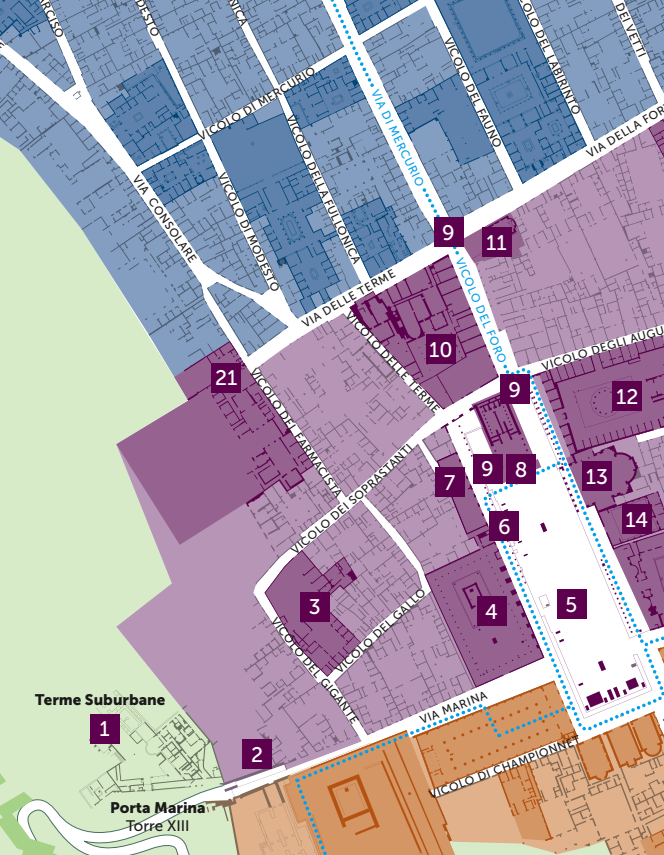 VICOLO DI MERCURIO
VIA DI MERCURIO
VICOLO DEL FAUNO
VICOLO DEL LABIRINTO
DEI VETTI
VIA DELLA FOR
VIA CONSOLARE
VICOLO DI MODESTO
VICOLO DELLA FULLONICA
9
11
VICOLO DEL FORO
VIA DELLE TERME
VICOLO DELLE TERME
10
VICOLO DEGLI AUGU
21
VICOLO DEL FARMACISTA
9
12
VICOLO DEI SOPRASTANTI
7
9
8
13
6
14
3
4
5
VICOLO DEL GALLO
VICOLO DEL GIGANTE
VIA MARINA
Terme Suburbane
1
2
VICOLO DI CHAMPIONNET
Porta Marina
Torre XIII